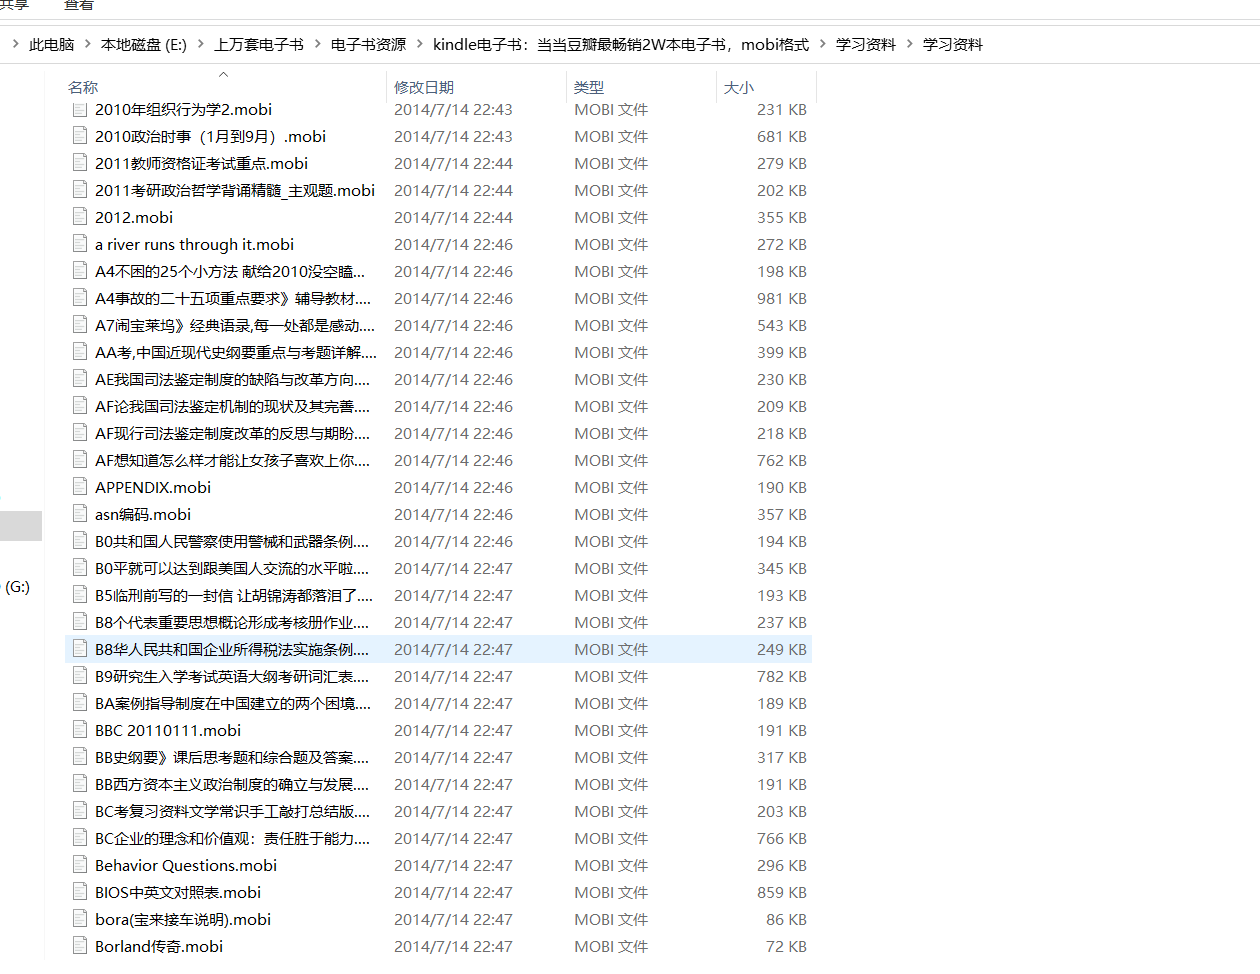 共享 查看
此电脑 > 本地磁盘 (E:) > 上万套电子书 > 电子书资源 > kindle电子书：当当豆瓣最畅销2W本电子书，mobi格式 > 学习资料 > 学习资料
名称 修改日期 类型 大小
2010年组织行为学2.mobi 2014/7/14 22:43 MOBI 文件 231 KB
2010政治时事（1月到9月）.mobi 2014/7/14 22:43 MOBI 文件 681 KB
2011教师资格证考试重点.mobi 2014/7/14 22:44 MOBI 文件 279 KB
2011考研政治哲学背诵精髓_主观题.mobi 2014/7/14 22:44 MOBI 文件 202 KB
2012.mobi 2014/7/14 22:44 MOBI 文件 355 KB
a river runs through it.mobi 2014/7/14 22:46 MOBI 文件 272 KB
A4不困的25个小方法 献给2010没空瞌... 2014/7/14 22:46 MOBI 文件 198 KB
A4事故的二十五项重点要求》辅导教材.... 2014/7/14 22:46 MOBI 文件 981 KB
A7闹宝莱坞》经典语录,每一处都是感动.... 2014/7/14 22:46 MOBI 文件 543 KB
AA考,中国近现代史纲要重点与考题详解.... 2014/7/14 22:46 MOBI 文件 399 KB
AE我国司法鉴定制度的缺陷与改革方向.... 2014/7/14 22:46 MOBI 文件 230 KB
AF论我国司法鉴定机制的现状及其完善.... 2014/7/14 22:46 MOBI 文件 209 KB
AF现行司法鉴定制度改革的反思与期盼.... 2014/7/14 22:46 MOBI 文件 218 KB
AF想知道怎么样才能让女孩子喜欢上你.... 2014/7/14 22:46 MOBI 文件 762 KB
APPENDIX.mobi 2014/7/14 22:46 MOBI 文件 190 KB
asn编码.mobi 2014/7/14 22:46 MOBI 文件 357 KB
B0共和国人民警察使用警械和武器条例.... 2014/7/14 22:46 MOBI 文件 194 KB
B0平就可以达到跟美国人交流的水平啦.... 2014/7/14 22:47 MOBI 文件 345 KB
(G:)
B5临刑前写的一封信 让胡锦涛都落泪了.... 2014/7/14 22:47 MOBI 文件 193 KB
B8个代表重要思想概论形成考核册作业.... 2014/7/14 22:47 MOBI 文件 237 KB
B8华人民共和国企业所得税法实施条例.... 2014/7/14 22:47 MOBI 文件 249 KB
B9研究生入学考试英语大纲考研词汇表.... 2014/7/14 22:47 MOBI 文件 782 KB
BA案例指导制度在中国建立的两个困境.... 2014/7/14 22:47 MOBI 文件 189 KB
BBC 20110111.mobi 2014/7/14 22:47 MOBI 文件 191 KB
BB史纲要》课后思考题和综合题及答案.... 2014/7/14 22:47 MOBI 文件 317 KB
BB西方资本主义政治制度的确立与发展.... 2014/7/14 22:47 MOBI 文件 191 KB
BC考复习资料文学常识手工敲打总结版.... 2014/7/14 22:47 MOBI 文件 203 KB
BC企业的理念和价值观：责任胜于能力.... 2014/7/14 22:47 MOBI 文件 766 KB
Behavior Questions.mobi 2014/7/14 22:47 MOBI 文件 296 KB
BIOS中英文对照表.mobi 2014/7/14 22:47 MOBI 文件 859 KB
bora(宝来接车说明).mobi 2014/7/14 22:47 MOBI 文件 86 KB
Borland传奇.mobi 2014/7/14 22:47 MOBI 文件 72 KB